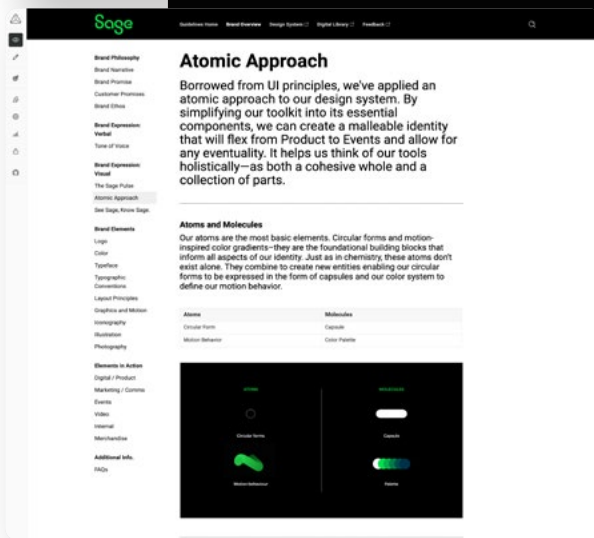 Sage
Guidelines Home
Brand Overview
Design System
Digital Library
Feedback
Brand Philosophy
Brand Narrative
Brand Promise
Customer Promises
Brand Ethos
Brand Expression:
Verbal
Tone of Voice
Brand Expression:
Visual
The Sage Pulse
Atomic Approach
See Sage, Know Sage.
Brand Elements
Logo
Color
Typeface
Typographic
Conventions
Layout Principles
Graphics and Motion
Iconography
Illustration
Photography
Elements in Action
Digital / Product
Marketing / Comms
Events
Video
Internal
Merchandise
Additional Info.
FAQs
Atomic Approach
Borrowed from UI principles, we've applied an
atomic approach to our design system. By
simplifying our toolkit into its essential
components, we can create a malleable identity
that will flex from Product to Events and allow for
any eventuality. It helps us think of our tools
holistically—as both a cohesive whole and a
collection of parts.
Atoms and Molecules
Our atoms are the most basic elements. Circular forms and motion-
inspired color gradients–they are the foundational building blocks that
inform all aspects of our identity. Just as in chemistry, these atoms don't
exist alone. They combine to create new entities enabling our circular
forms to be expressed in the form of capsules and our color system to
define our motion behavior.
Atoms
Molecules
Circular Form
Capsule
Motion Behavior
Color Palette
ATOMS
MOLECULES
Circular forms
Capsule
Motion behaviour
Palette